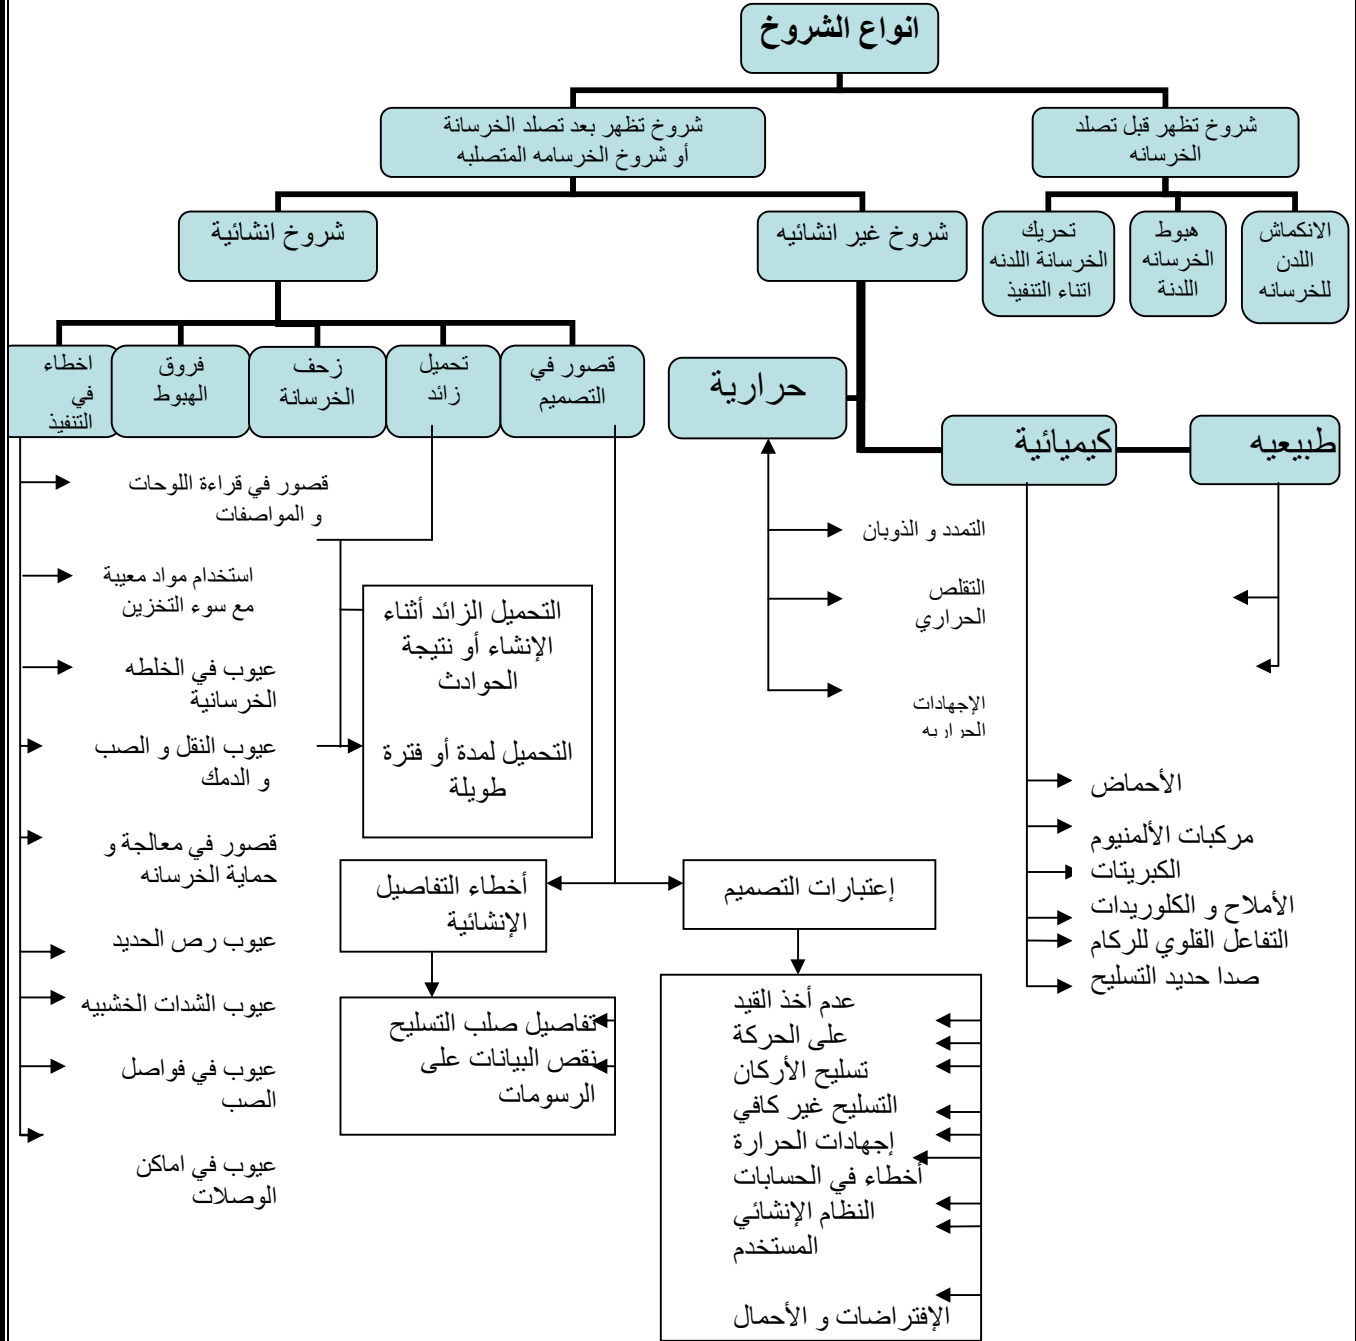 انواع الشروخ
شروخ تظهر قبل تصلد
الخرسانه
شروخ تظهر بعد تصلد الخرسانة
أو شروخ الخرسامه المتصلبه
الانكماش
اللدن
للخرسانه
هبوط
الخرسانه
اللدنة
تحريك
الخرسانة اللدنه
اثناء التنفيذ
شروخ غير انشائيه
شروخ انشائية
طبيعيه
كيميائية
حرارية
قصور في
التصميم
تحميل
زائد
زحف
الخرسانة
فروق
الهبوط
اخطاء
في
التنفيذ
التمدد و الذوبان
التقلص
الحراري
الإجهادات
الحراريه
الأحماض
مركبات الألمنيوم
الكبريتات
الأملاح و الكلوريدات
التفاعل القلوي للركام
صدا حديد التسليح
التحميل الزائد أثناء
الإنشاء أو نتيجة
الحوادث
التحميل لمدة أو فترة
طويلة
إعتبارات التصميم
أخطاء التفاصيل
الإنشائية
عدم أخذ القيد
على الحركة
تسليح الأركان
التسليح غير كافي
إجهادات الحرارة
أخطاء في الحسابات
النظام الإنشائي
المستخدم
الإفتراضات و الأحمال
تفاصيل صلب التسليح
نقص البيانات على
الرسومات
قصور في قراءة اللوحات
و المواصفات
استخدام مواد معيبة
مع سوء التخزين
عيوب في الخلطه
الخرسانية
عيوب النقل و الصب
و الدمك
قصور في معالجة و
حماية الخرسانه
عيوب رص الحديد
عيوب الشدات الخشبيه
عيوب في فواصل
الصب
عيوب في اماكن
الوصلات